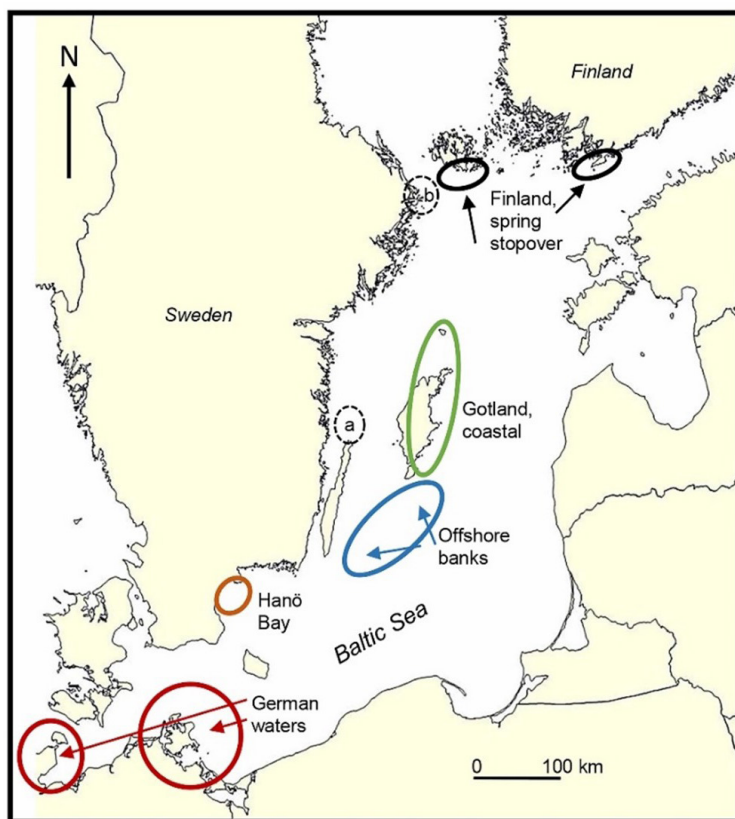 N
Finland
b
Finland,
spring
stopover
Sweden
Gotland,
coastal
a
Offshore
banks
Hanö
Bay
Baltic Sea
German
waters
0 100 km